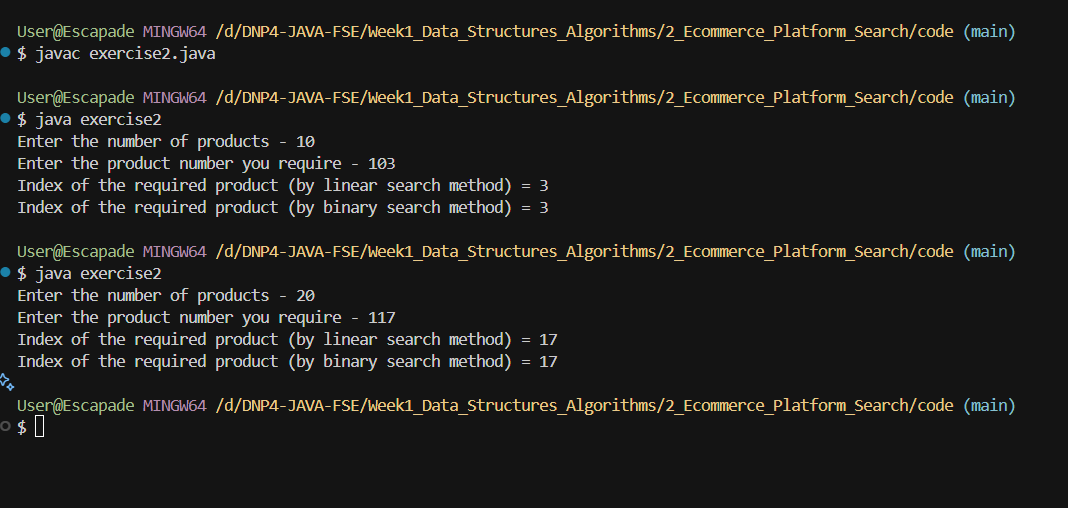 User@Escapade MINGW64 /d/DNP4-JAVA-FSE/Week1_Data_Structures_Algorithms/2_Ecommerce_Platform_Search/code (main)
$ javac exercise2.java
User@Escapade MINGW64 /d/DNP4-JAVA-FSE/Week1_Data_Structures_Algorithms/2_Ecommerce_Platform_Search/code (main)
$ java exercise2
Enter the number of products - 10
Enter the product number you require - 103
Index of the required product (by linear search method) = 3
Index of the required product (by binary search method) = 3
User@Escapade MINGW64 /d/DNP4-JAVA-FSE/Week1_Data_Structures_Algorithms/2_Ecommerce_Platform_Search/code (main)
$ java exercise2
Enter the number of products - 20
Enter the product number you require - 117
Index of the required product (by linear search method) = 17
Index of the required product (by binary search method) = 17
User@Escapade MINGW64 /d/DNP4-JAVA-FSE/Week1_Data_Structures_Algorithms/2_Ecommerce_Platform_Search/code (main)
$